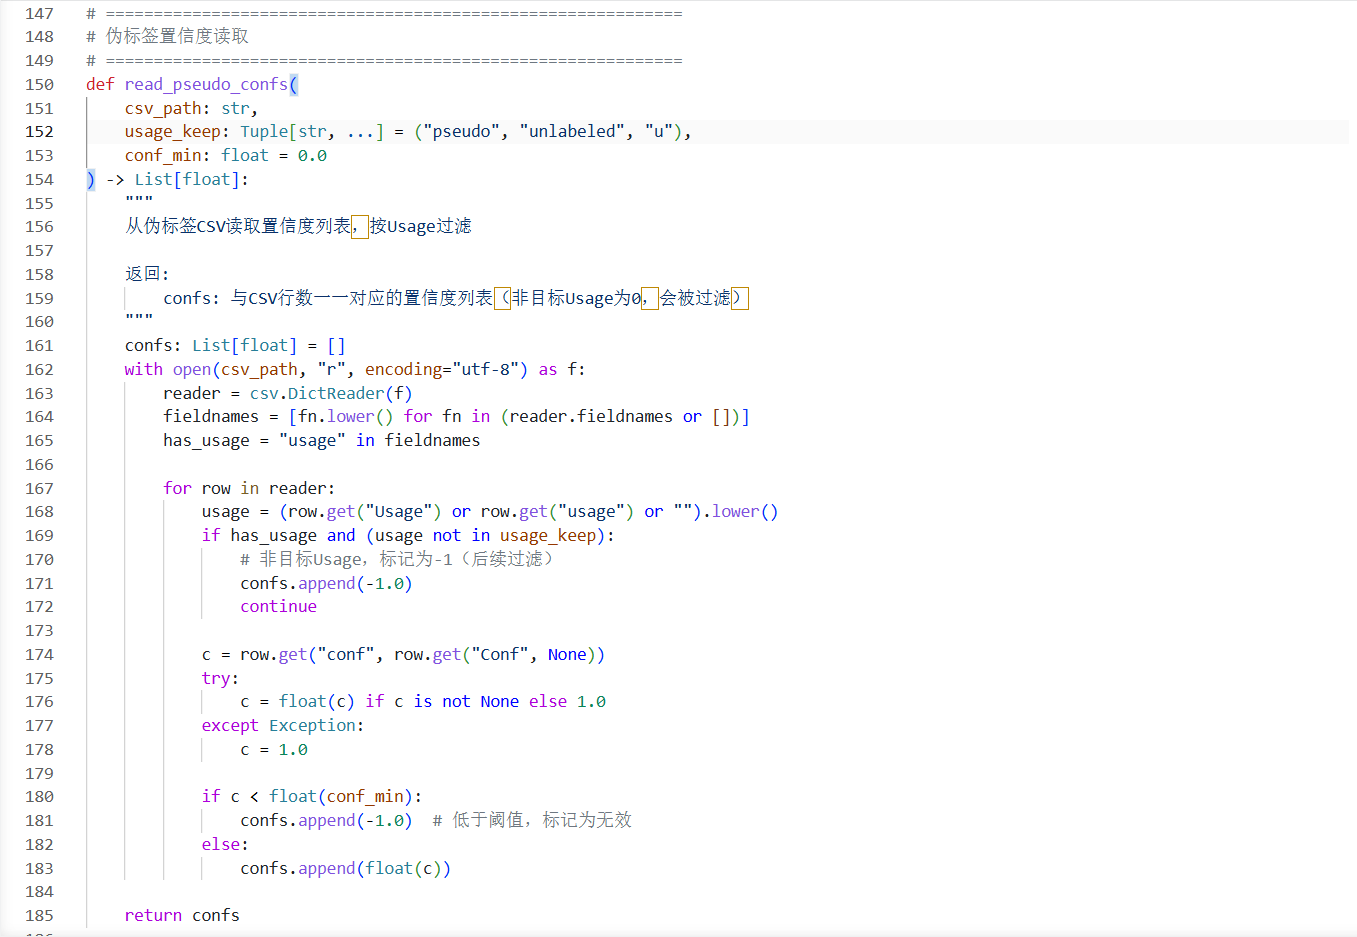 147 # ============================================================
148 # 伪标签置信度读取
149 # ============================================================
150 def read_pseudo_confs(
151     csv_path: str,
152     usage_keep: Tuple[str, ...] = ("pseudo", "unlabeled", "u"),
153     conf_min: float = 0.0
154 ) -> List[float]:
155     """
156     从伪标签CSV读取置信度列表，按Usage过滤
157
158     返回:
159         confs: 与CSV行数一一对应的置信度列表（非目标Usage为0，会被过滤）
160     """
161     confs: List[float] = []
162     with open(csv_path, "r", encoding="utf-8") as f:
163         reader = csv.DictReader(f)
164         fieldnames = [fn.lower() for fn in (reader.fieldnames or [])]
165         has_usage = "usage" in fieldnames
166
167         for row in reader:
168             usage = (row.get("Usage") or row.get("usage") or "").lower()
169             if has_usage and (usage not in usage_keep):
170                 # 非目标Usage，标记为-1（后续过滤）
171                 confs.append(-1.0)
172                 continue
173
174             c = row.get("conf", row.get("Conf", None))
175             try:
176                 c = float(c) if c is not None else 1.0
177             except Exception:
178                 c = 1.0
179
180             if c < float(conf_min):
181                 confs.append(-1.0)  # 低于阈值，标记为无效
182             else:
183                 confs.append(float(c))
184
185     return confs